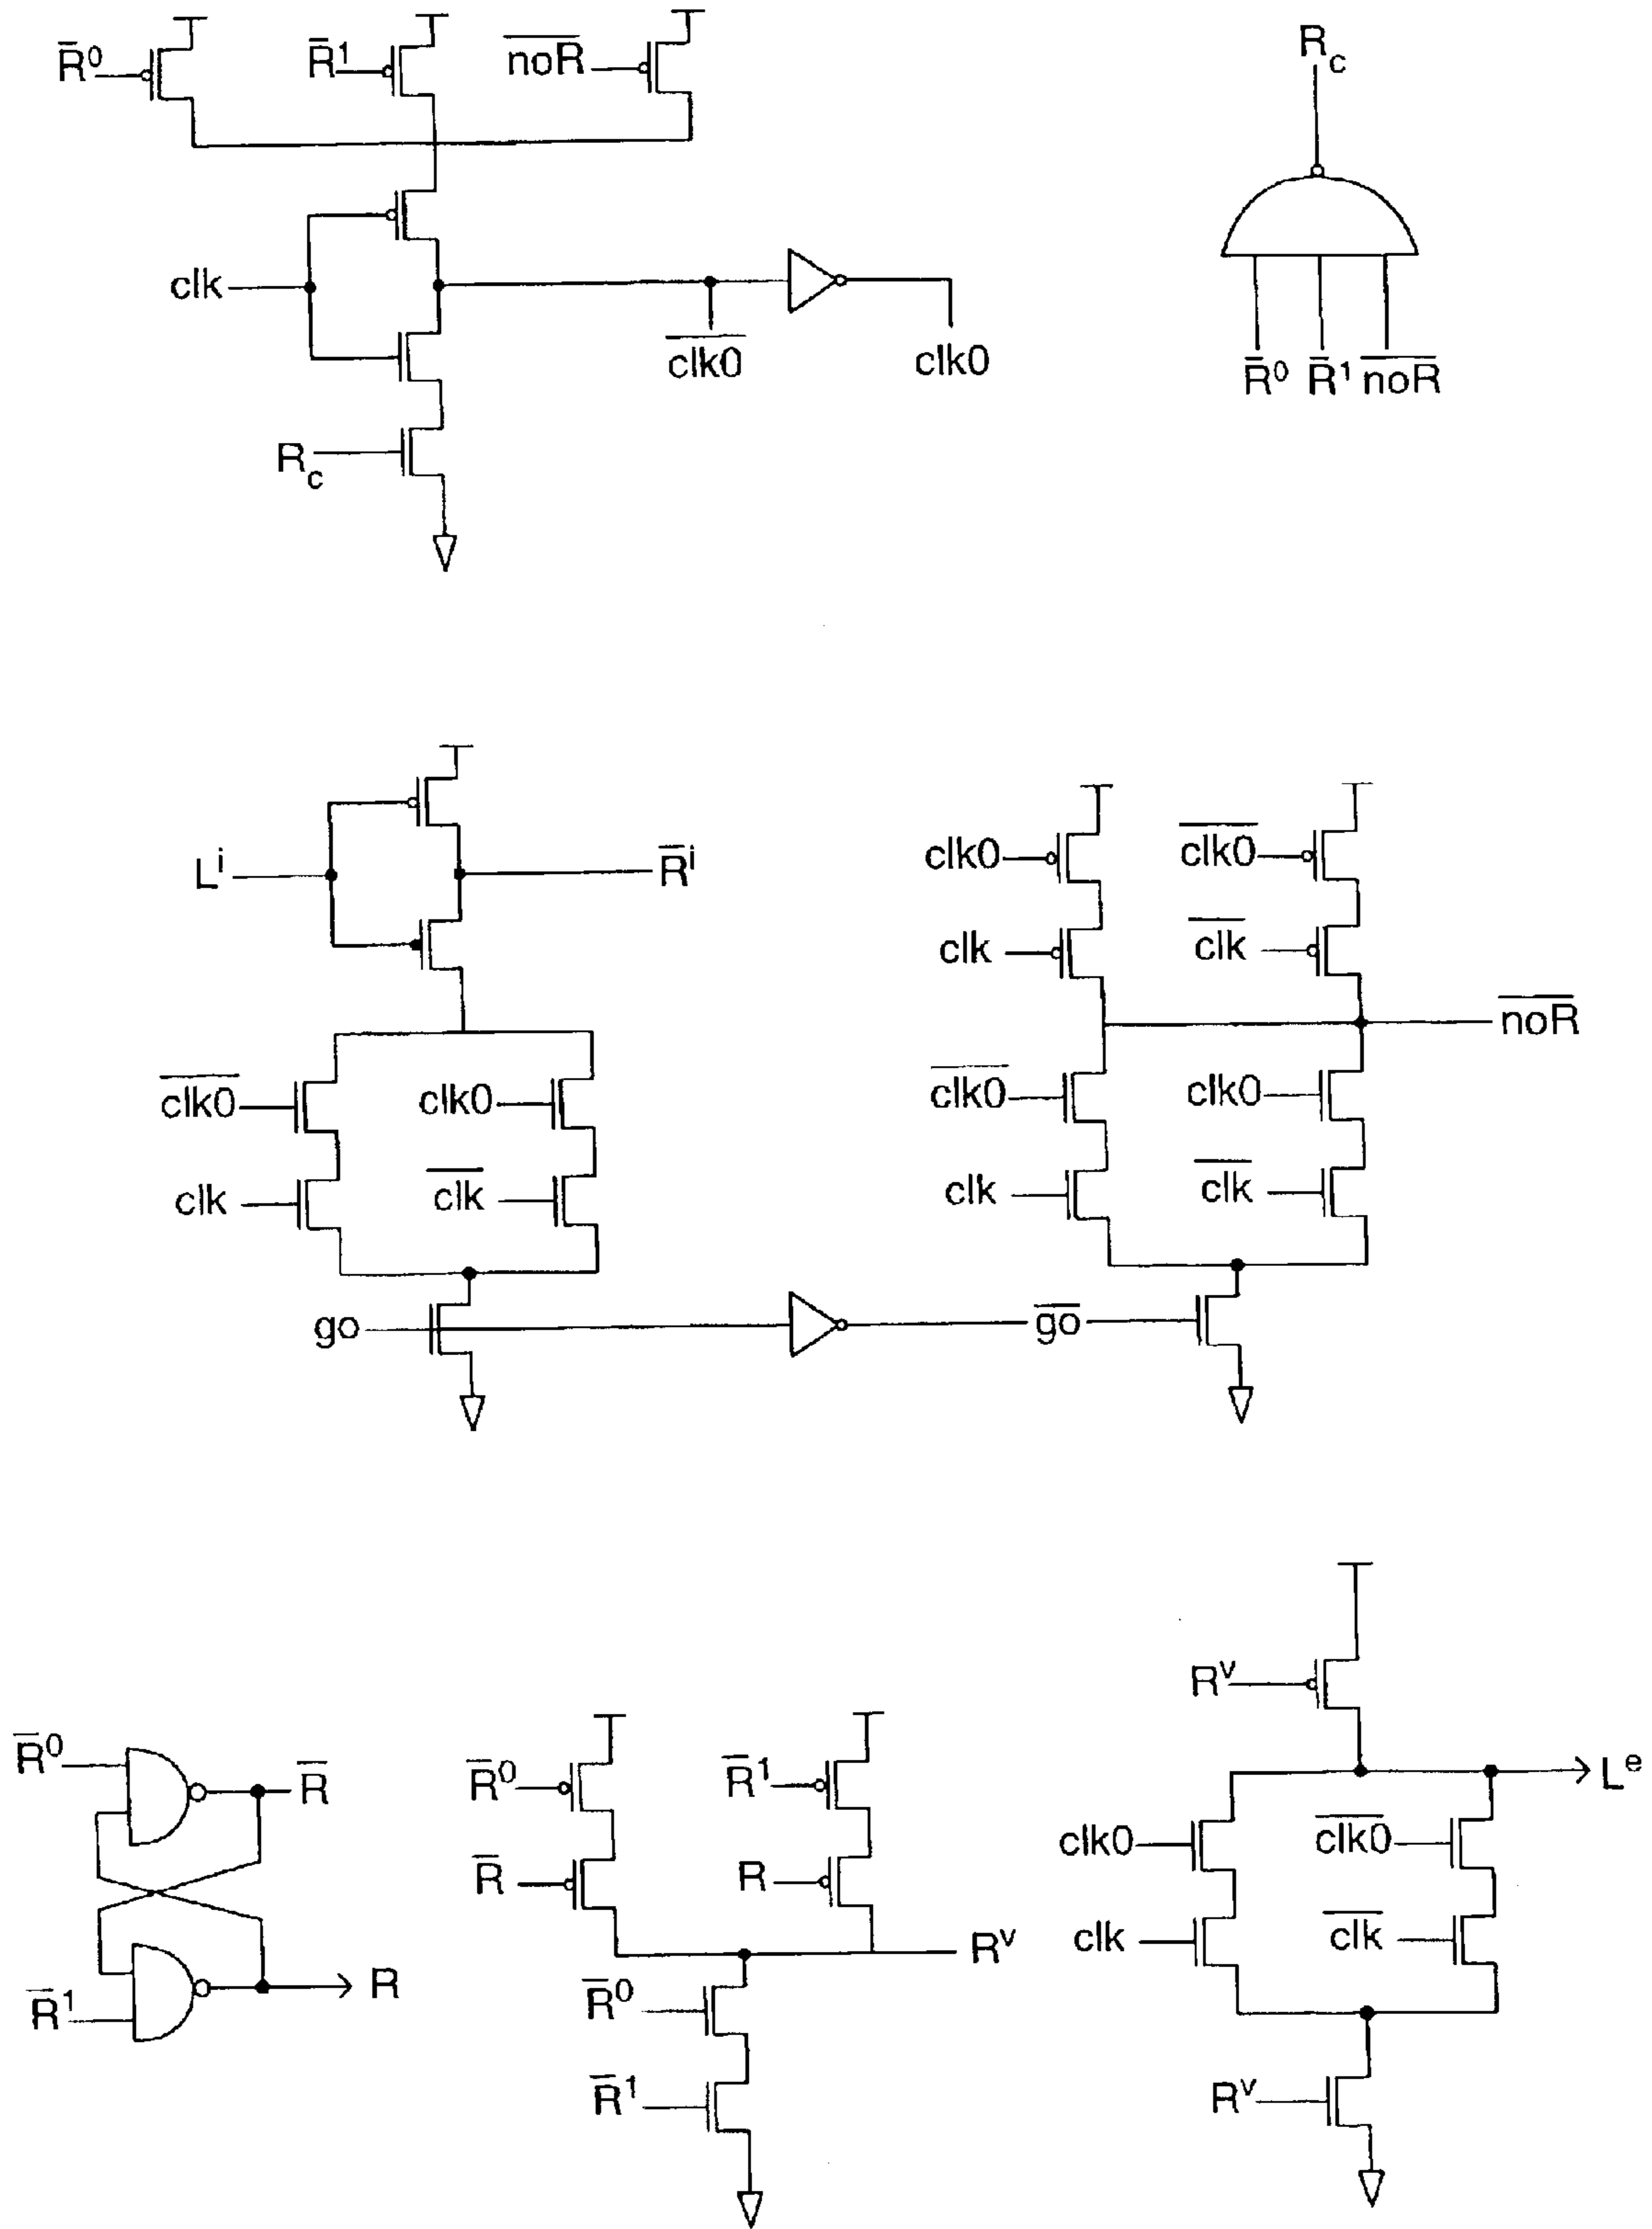 R̅⁰ R̅¹ n̅o̅R̅ R_c
clk c̅l̅k̅0̅ clk0
R̅⁰ R̅¹ n̅o̅R̅
R_c
Lⁱ R̅ⁱ clk0 c̅l̅k̅0̅
clk c̅l̅k̅
n̅o̅R̅
c̅l̅k̅0̅ clk0 c̅l̅k̅0̅ clk0
clk c̅l̅k̅ clk c̅l̅k̅
go g̅o̅
Rᵛ
R̅⁰ R̅ R̅⁰ R̅¹ Lᵉ
clk0 c̅l̅k̅0̅
R̅ R
clk c̅l̅k̅
Rᵛ
R̅¹ R R̅⁰
R̅¹ Rᵛ